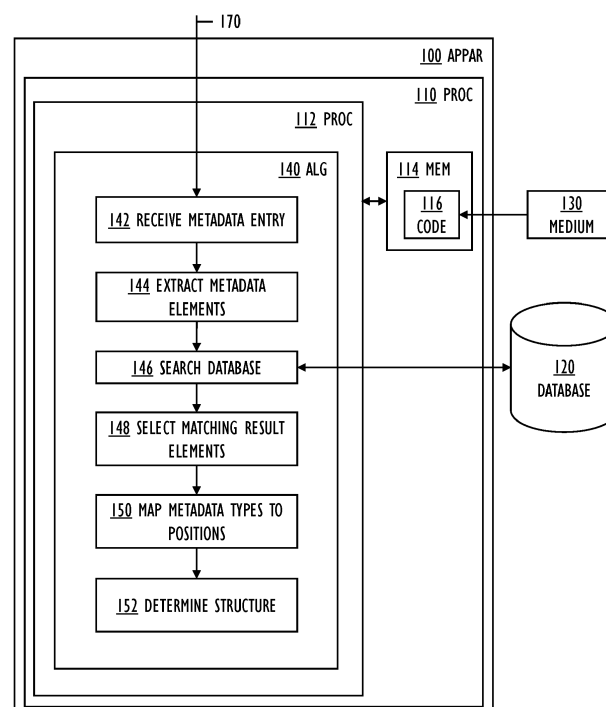 170
100 APPAR
110 PROC
112 PROC
140 ALG
114 MEM
116
CODE
130
MEDIUM
142 RECEIVE METADATA ENTRY
144 EXTRACT METADATA
ELEMENTS
146 SEARCH DATABASE
120
DATABASE
148 SELECT MATCHING RESULT
ELEMENTS
150 MAP METADATA TYPES TO
POSITIONS
152 DETERMINE STRUCTURE